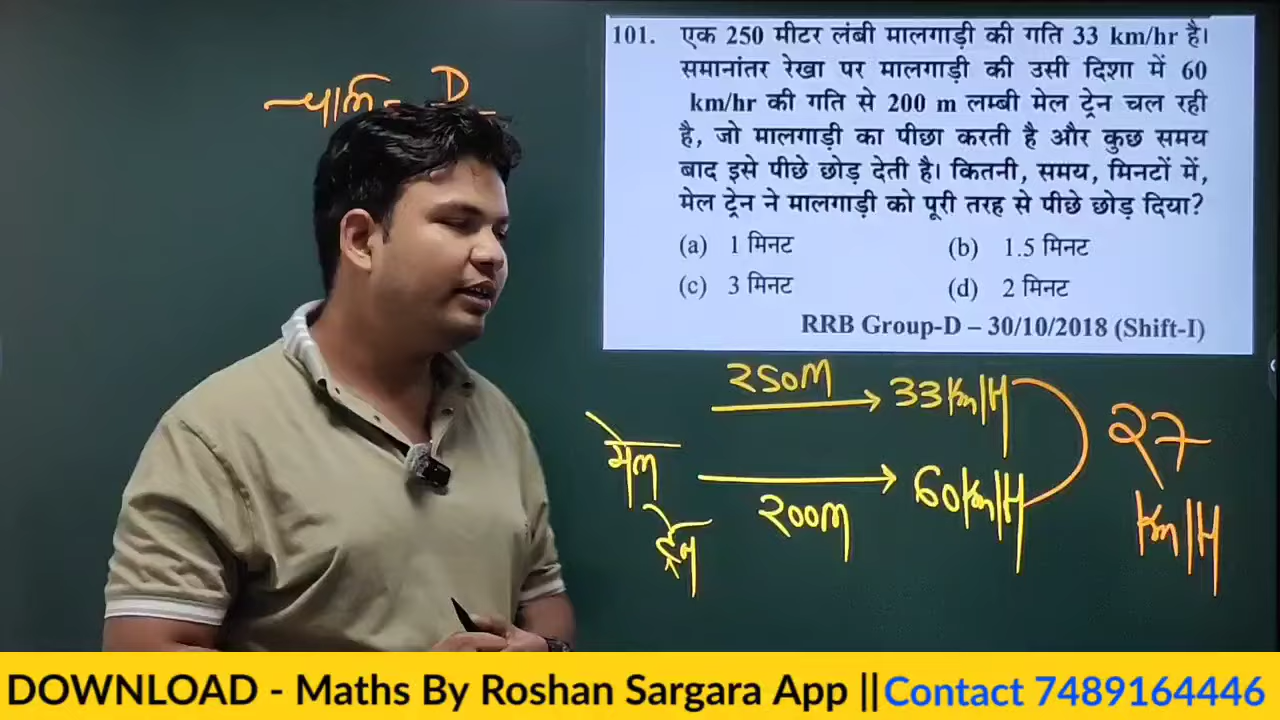 चाल = D
101. एक 250 मीटर लंबी मालगाड़ी की गति 33 km/hr है।
समानांतर रेखा पर मालगाड़ी की उसी दिशा में 60
km/hr की गति से 200 m लम्बी मेल ट्रेन चल रही
है, जो मालगाड़ी का पीछा करती है और कुछ समय
बाद इसे पीछे छोड़ देती है। कितनी, समय, मिनटों में,
मेल ट्रेन ने मालगाड़ी को पूरी तरह से पीछे छोड़ दिया?
(a) 1 मिनट (b) 1.5 मिनट
(c) 3 मिनट (d) 2 मिनट
RRB Group-D – 30/10/2018 (Shift-I)
२50M 33Km/H
मेल
ट्रेन
२00M 60Km/H
२7
Km/H
DOWNLOAD - Maths By Roshan Sargara App ||Contact 7489164446